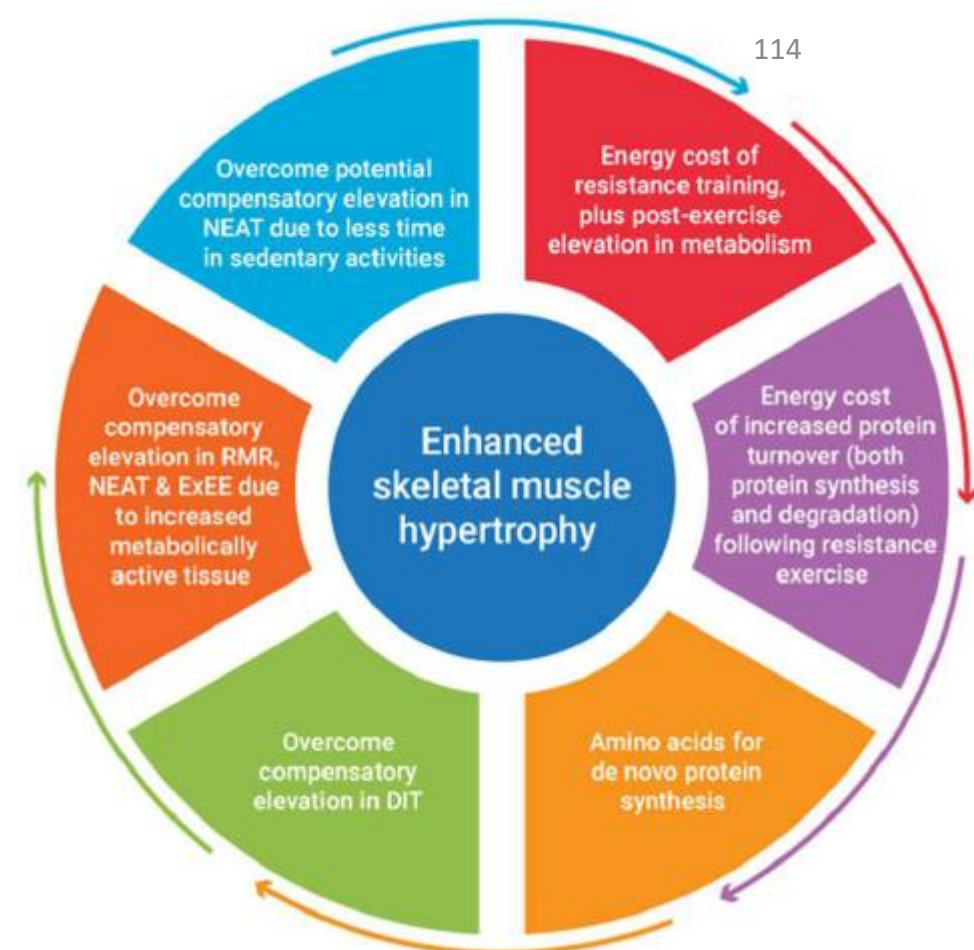 114
Energy cost of
resistance training,
plus post-exercise
elevation in metabolism
Energy cost
of increased protein
turnover (both
protein synthesis
and degradation)
following resistance
exercise
Amino acids for
de novo protein
synthesis
Overcome
compensatory
elevation in DIT
Overcome
compensatory
elevation in RMR,
NEAT & ExEE due
to increased
metabolically
active tissue
Overcome potential
compensatory elevation in
NEAT due to less time
in sedentary activities
Enhanced
skeletal muscle
hypertrophy